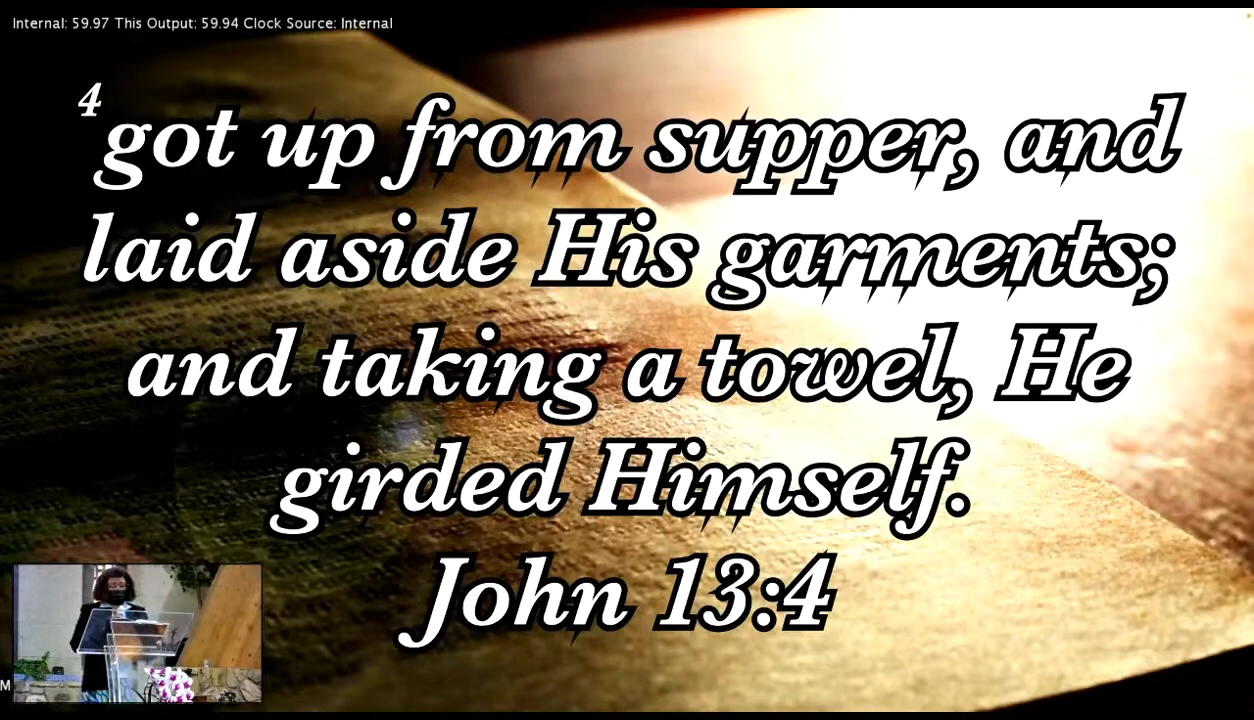 Internal: 59.97 This Output: 59.94 Clock Source: Internal
4 got up from supper, and
laid aside His garments;
and taking a towel, He
girded Himself.
John 13:4
M